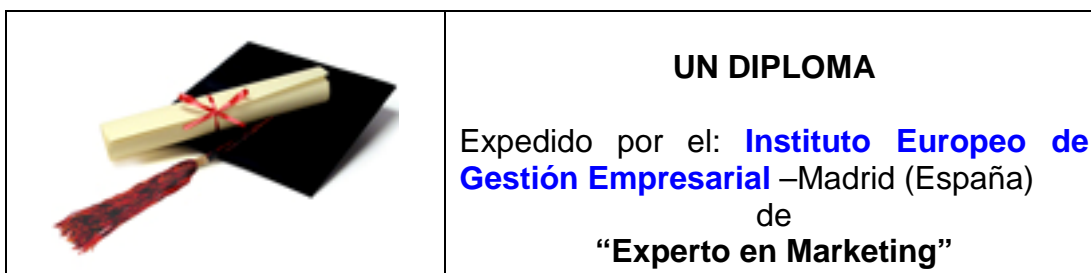 UN DIPLOMA
Expedido por el: Instituto Europeo de
Gestión Empresarial –Madrid (España)
de
“Experto en Marketing”